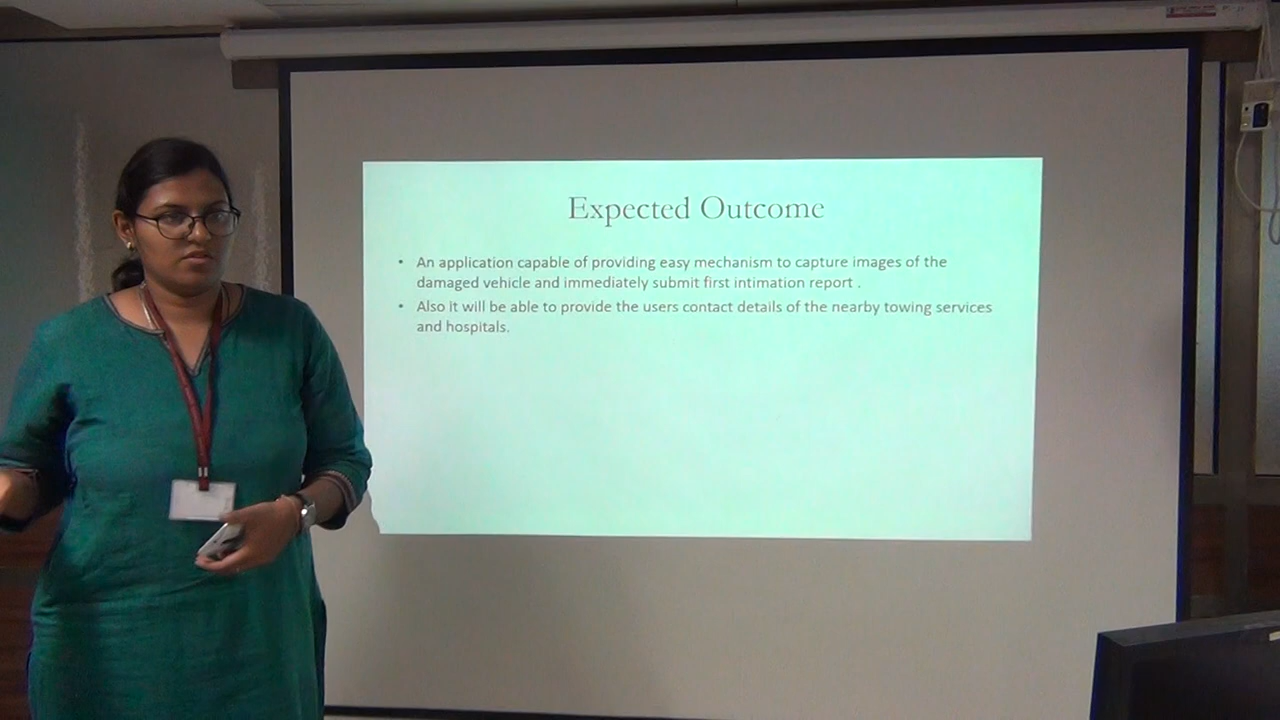 Expected Outcome
• An application capable of providing easy mechanism to capture images of the
damaged vehicle and immediately submit first intimation report .
• Also it will be able to provide the users contact details of the nearby towing services
and hospitals.